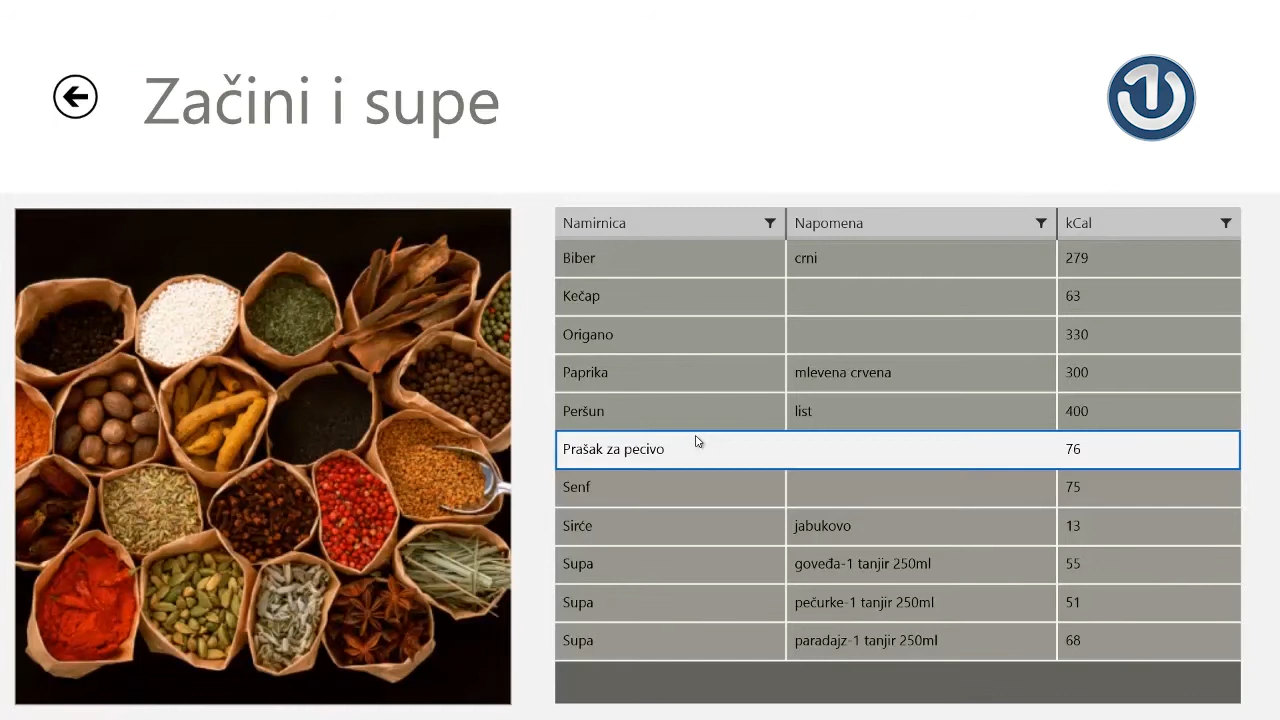 Začini i supe
Namirnica Napomena kCal
Biber crni 279
Kečap 63
Origano 330
Paprika mlevena crvena 300
Peršun list 400
Prašak za pecivo 76
Senf 75
Sirće jabukovo 13
Supa goveđa-1 tanjir 250ml 55
Supa pečurke-1 tanjir 250ml 51
Supa paradajz-1 tanjir 250ml 68